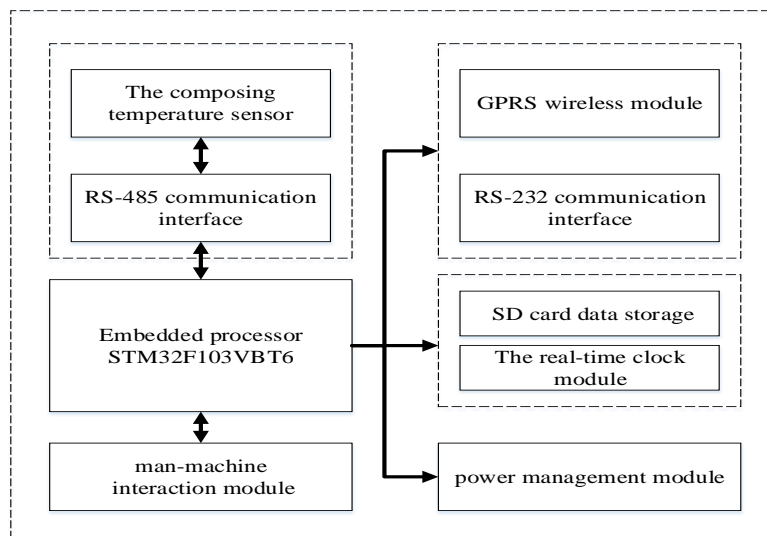 The composing
temperature sensor
RS-485 communication
interface
Embedded processor
STM32F103VBT6
man-machine
interaction module
GPRS wireless module
RS-232 communication
interface
SD card data storage
The real-time clock
module
power management module